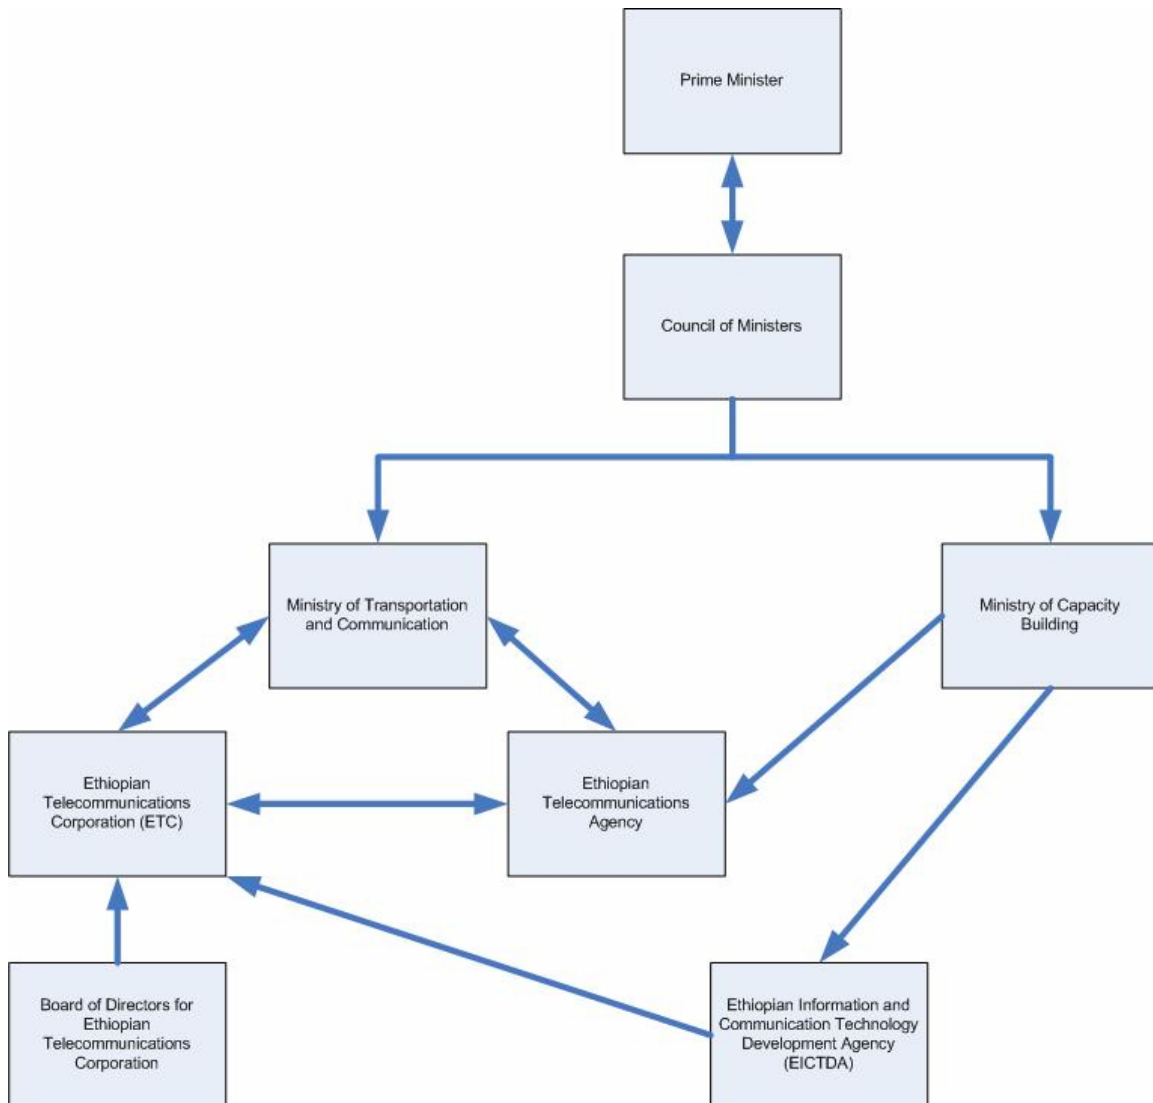 Prime Minister
Council of Ministers
Ministry of Transportation
and Communication
Ministry of Capacity
Building
Ethiopian
Telecommunications
Corporation (ETC)
Ethiopian
Telecommunications
Agency
Board of Directors for
Ethiopian
Telecommunications
Corporation
Ethiopian Information and
Communication Technology
Development Agency
(EICTDA)